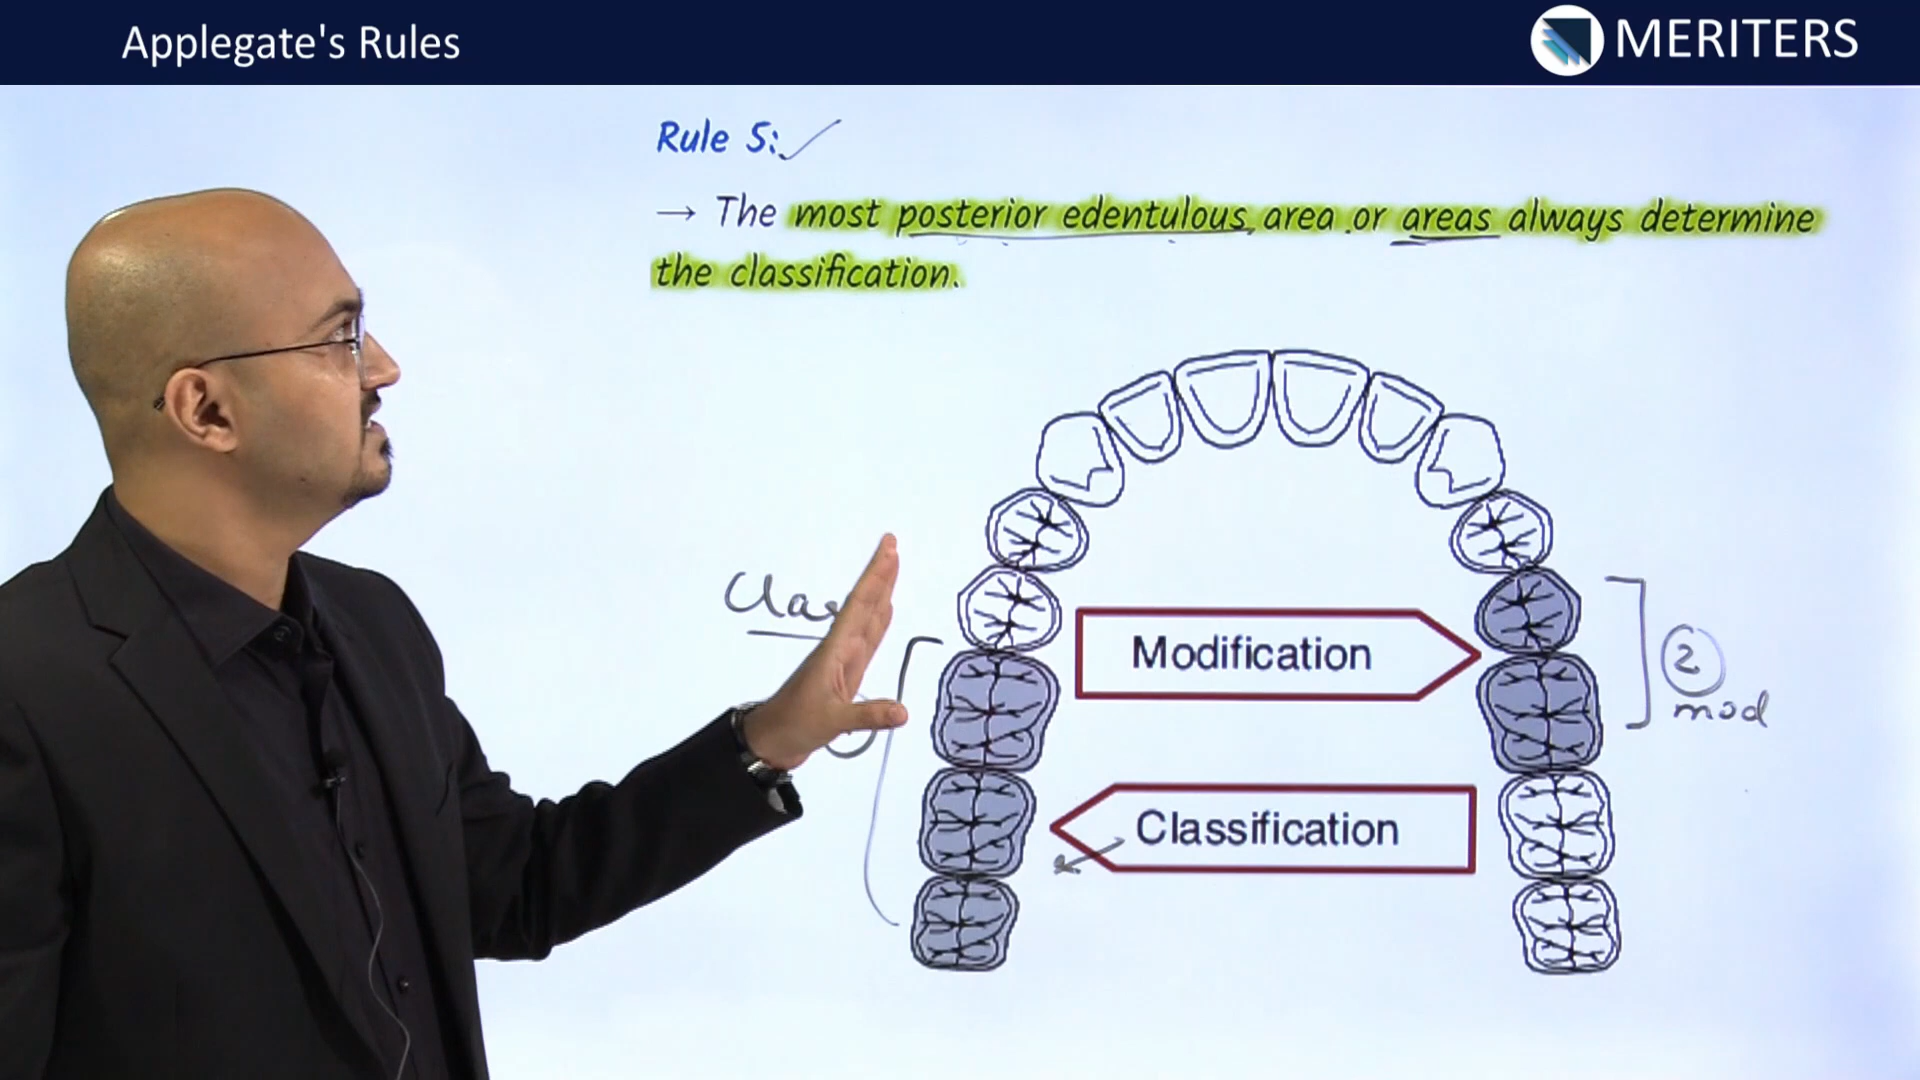 Applegate's Rules
MERITERS
Rule 5:
→ The most posterior edentulous area or areas always determine
the classification.
Modification
2
mod
Classification